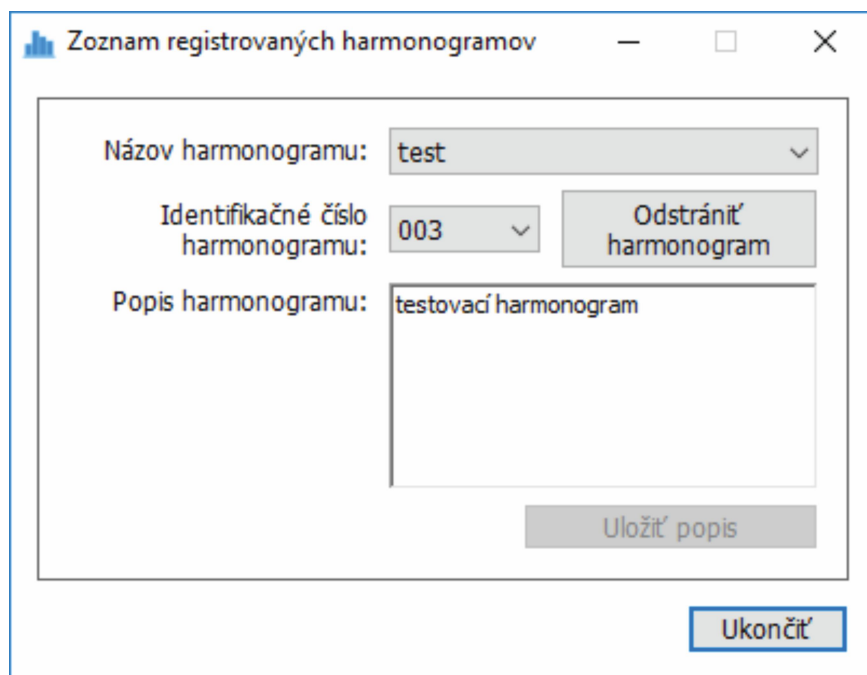 Zoznam registrovaných harmonogramov
Názov harmonogramu: test
Identifikačné číslo
harmonogramu: 003
Odstrániť
harmonogram
Popis harmonogramu: testovací harmonogram
Uložiť popis
Ukončiť